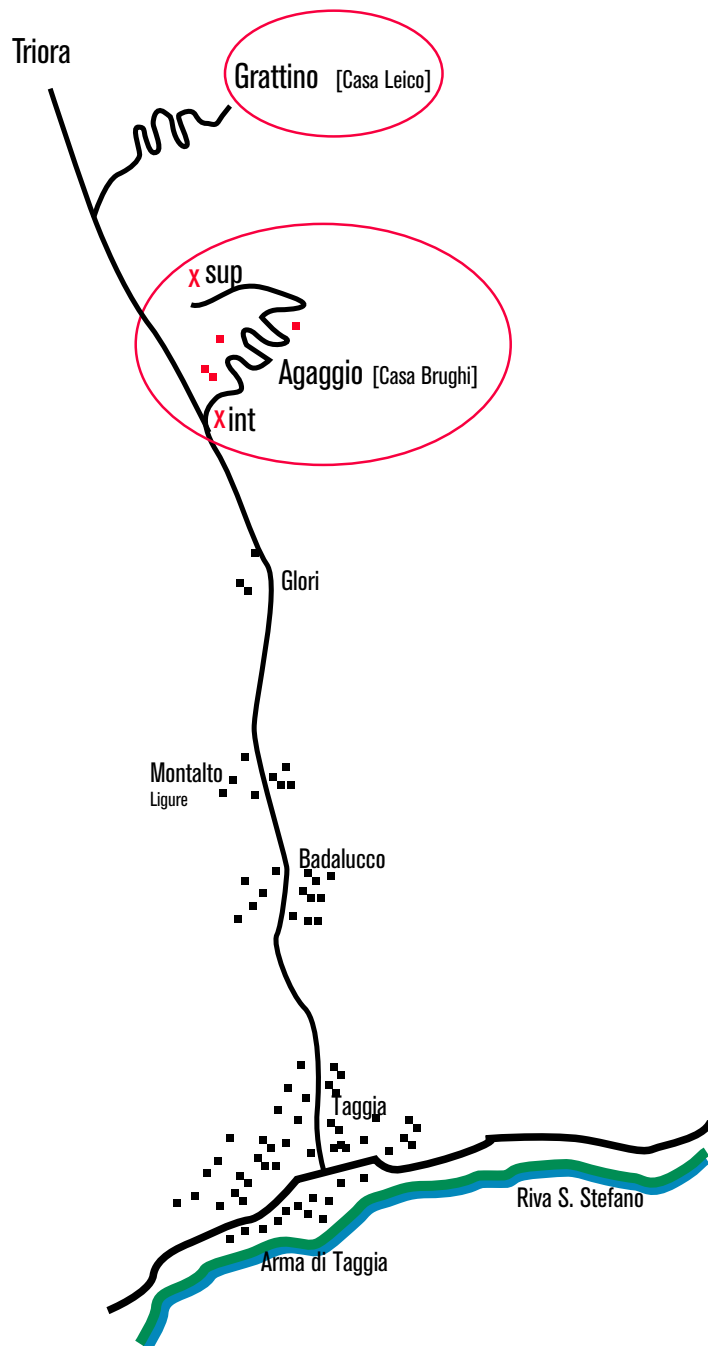 Triora
Grattino [Casa Leico]
x sup
Agaggio [Casa Brughi]
x int
Glori
Montalto
Ligure
Badalucco
Taggia
Riva S. Stefano
Arma di Taggia